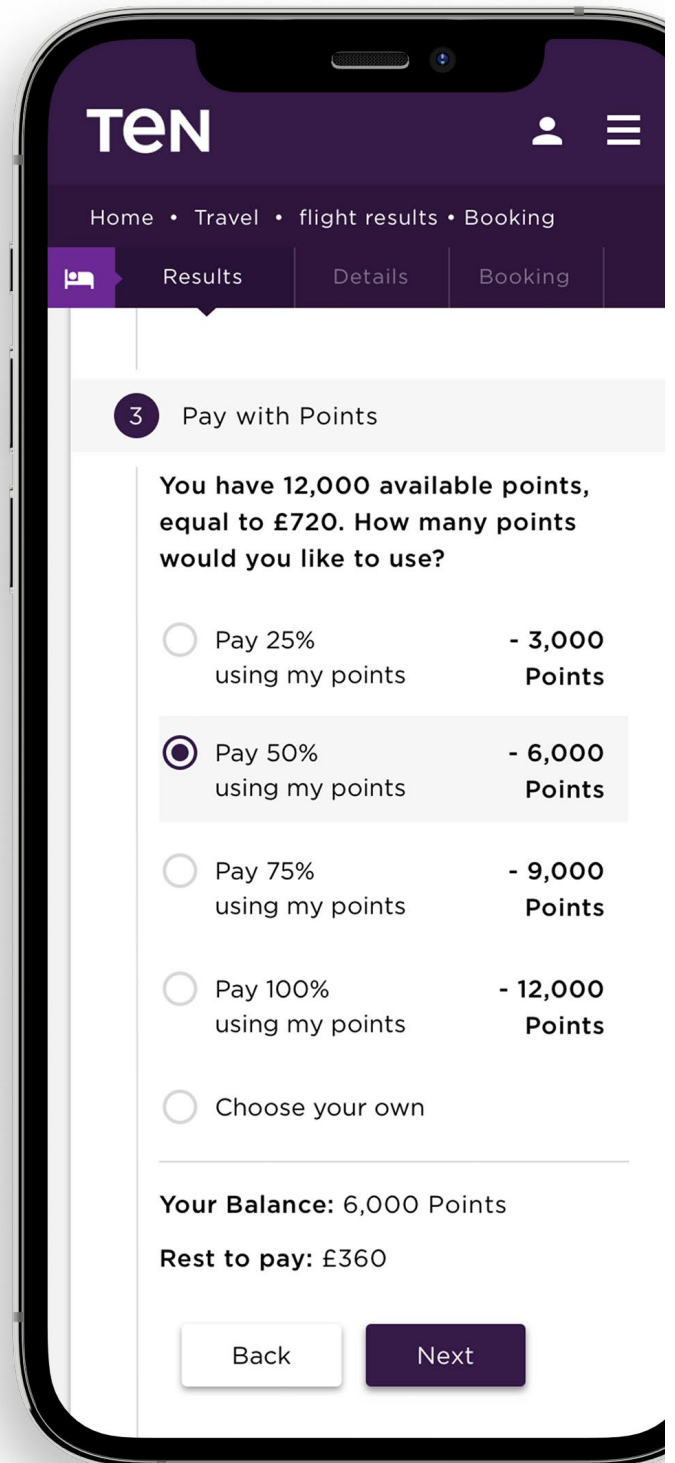 TeN
Home • Travel • flight results • Booking
Results Details Booking
3 Pay with Points
You have 12,000 available points,
equal to £720. How many points
would you like to use?
Pay 25% - 3,000
using my points Points
Pay 50% - 6,000
using my points Points
Pay 75% - 9,000
using my points Points
Pay 100% - 12,000
using my points Points
Choose your own
Your Balance: 6,000 Points
Rest to pay: £360
Back Next